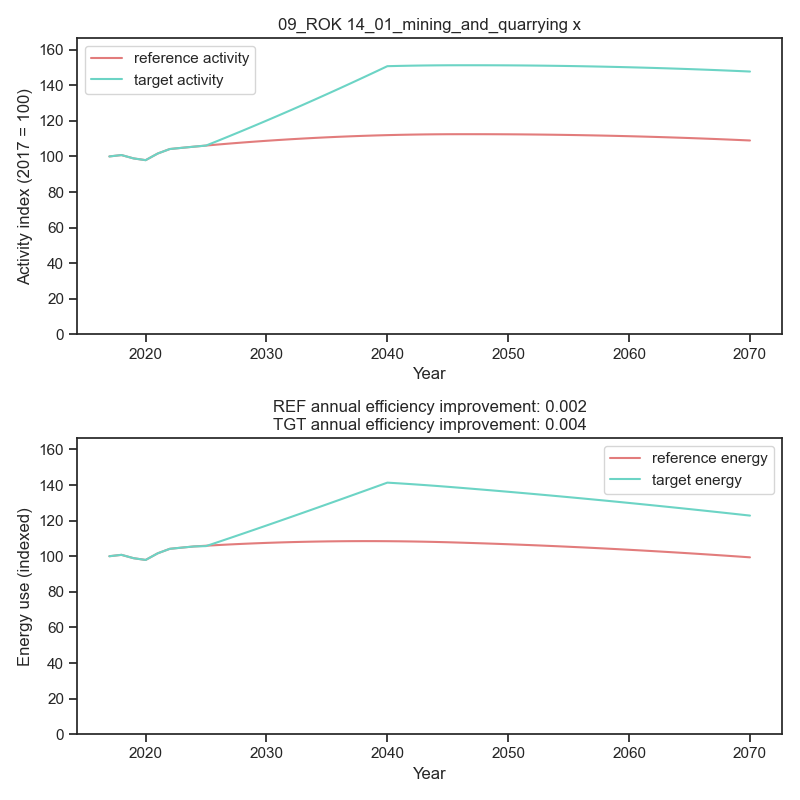 09_ROK 14_01_mining_and_quarrying x
160
140
120
100
80
60
40
20
0
Activity index (2017 = 100)
reference activity
target activity
2020
2030
2040
2050
2060
2070
Year
REF annual efficiency improvement: 0.002
TGT annual efficiency improvement: 0.004
160
140
120
100
80
60
40
20
0
Energy use (indexed)
reference energy
target energy
2020
2030
2040
2050
2060
2070
Year